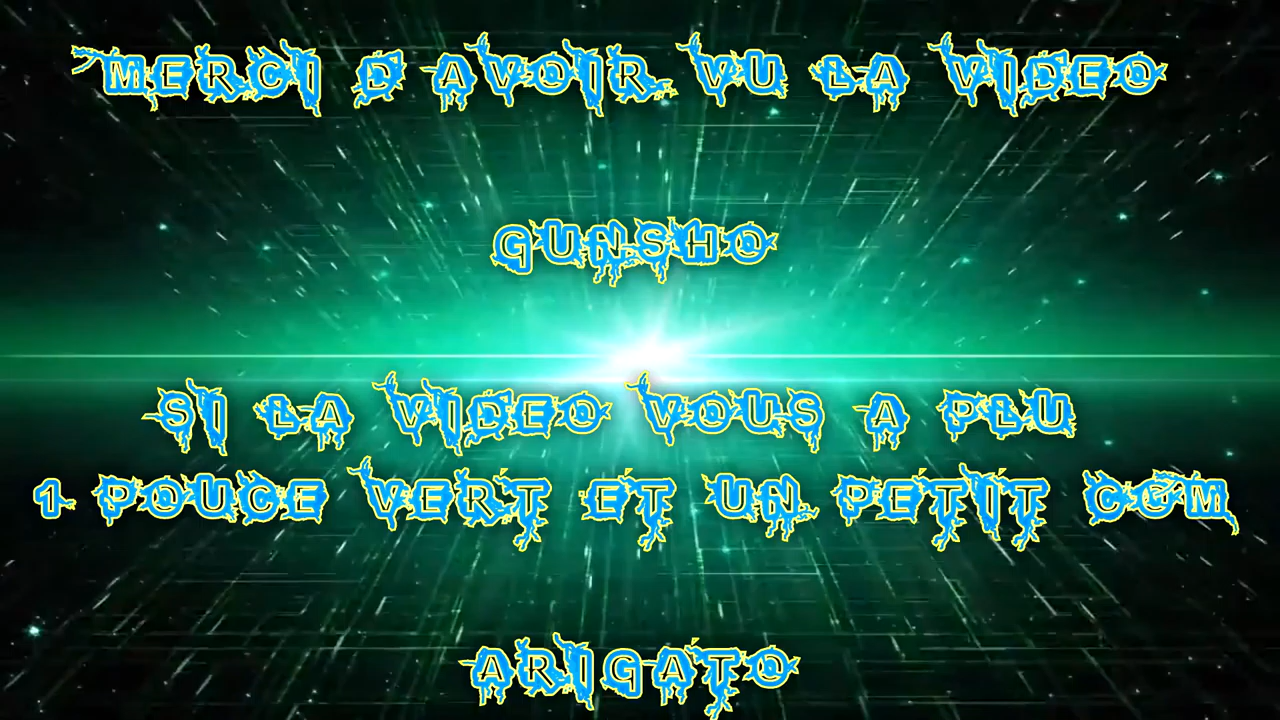 MERCI D AVOIR VU LA VIDEO
GUNSHO
SI LA VIDEO VOUS A PLU
1 POUCE VERT ET UN PETIT COM
ARIGATO